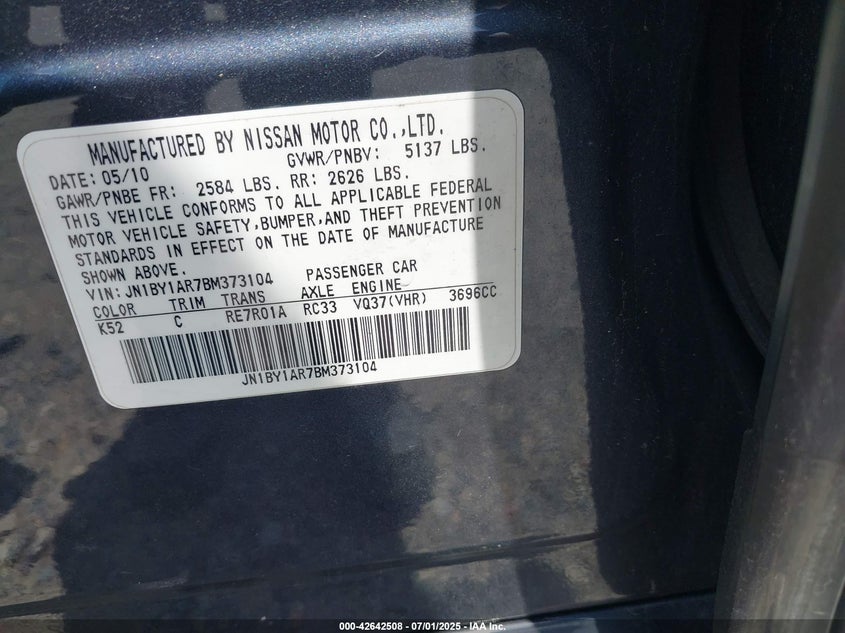 MANUFACTURED BY NISSAN MOTOR CO.,LTD.
DATE: 05/10 GVWR/PNBV: 5137 LBS.
GAWR/PNBE FR: 2584 LBS. RR: 2626 LBS.
THIS VEHICLE CONFORMS TO ALL APPLICABLE FEDERAL
MOTOR VEHICLE SAFETY,BUMPER,AND THEFT PREVENTION
STANDARDS IN EFFECT ON THE DATE OF MANUFACTURE
SHOWN ABOVE.
VIN: JN1BY1AR7BM373104 PASSENGER CAR
COLOR TRIM TRANS AXLE ENGINE
K52 C RE7R01A RC33 VQ37(VHR) 3696CC
JN1BY1AR7BM373104
000-42642508 - 07/01/2025 - IAA Inc.